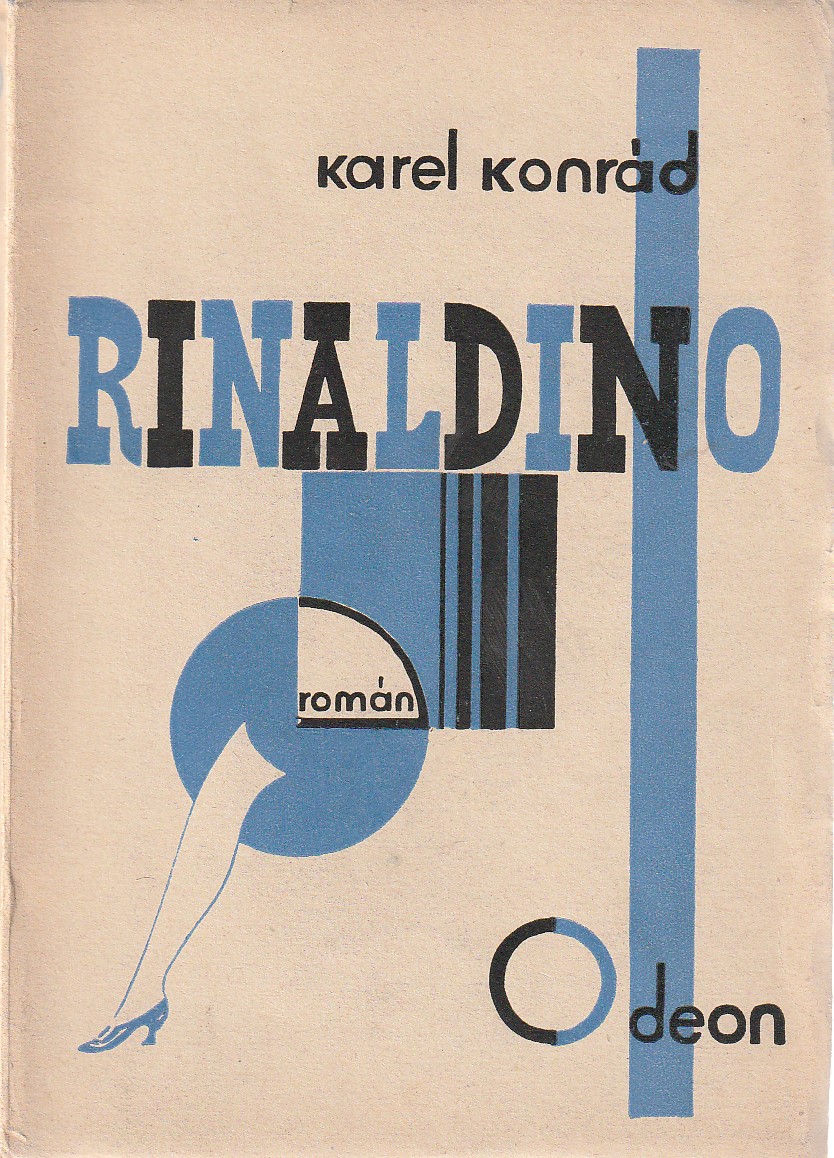 Karel Konrád
RINALDINO
román
Odeon